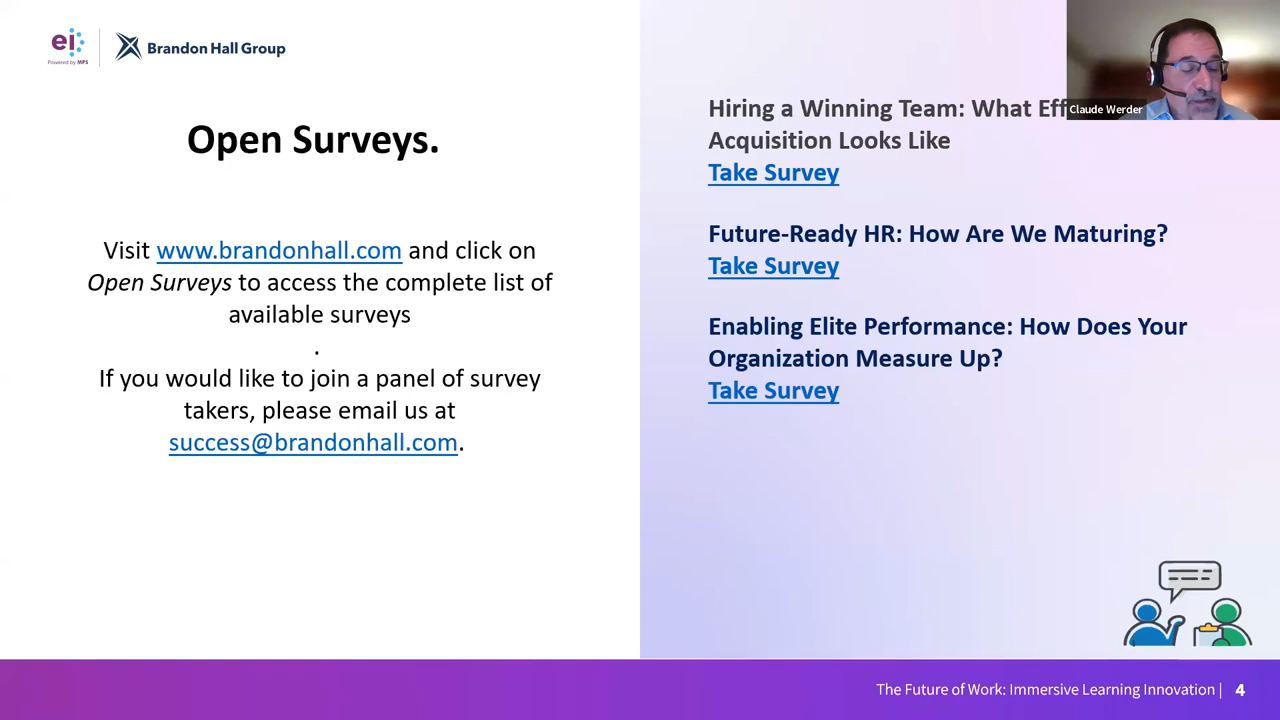 ei
Powered by MPS
Brandon Hall Group
Open Surveys.
Visit www.brandonhall.com and click on
Open Surveys to access the complete list of
available surveys
.
If you would like to join a panel of survey
takers, please email us at
success@brandonhall.com.
Hiring a Winning Team: What
Acquisition Looks Like
Take Survey
Future-Ready HR: How Are We Maturing?
Take Survey
Enabling Elite Performance: How Does Your
Organization Measure Up?
Take Survey
Claude Werder
The Future of Work: Immersive Learning Innovation | 4